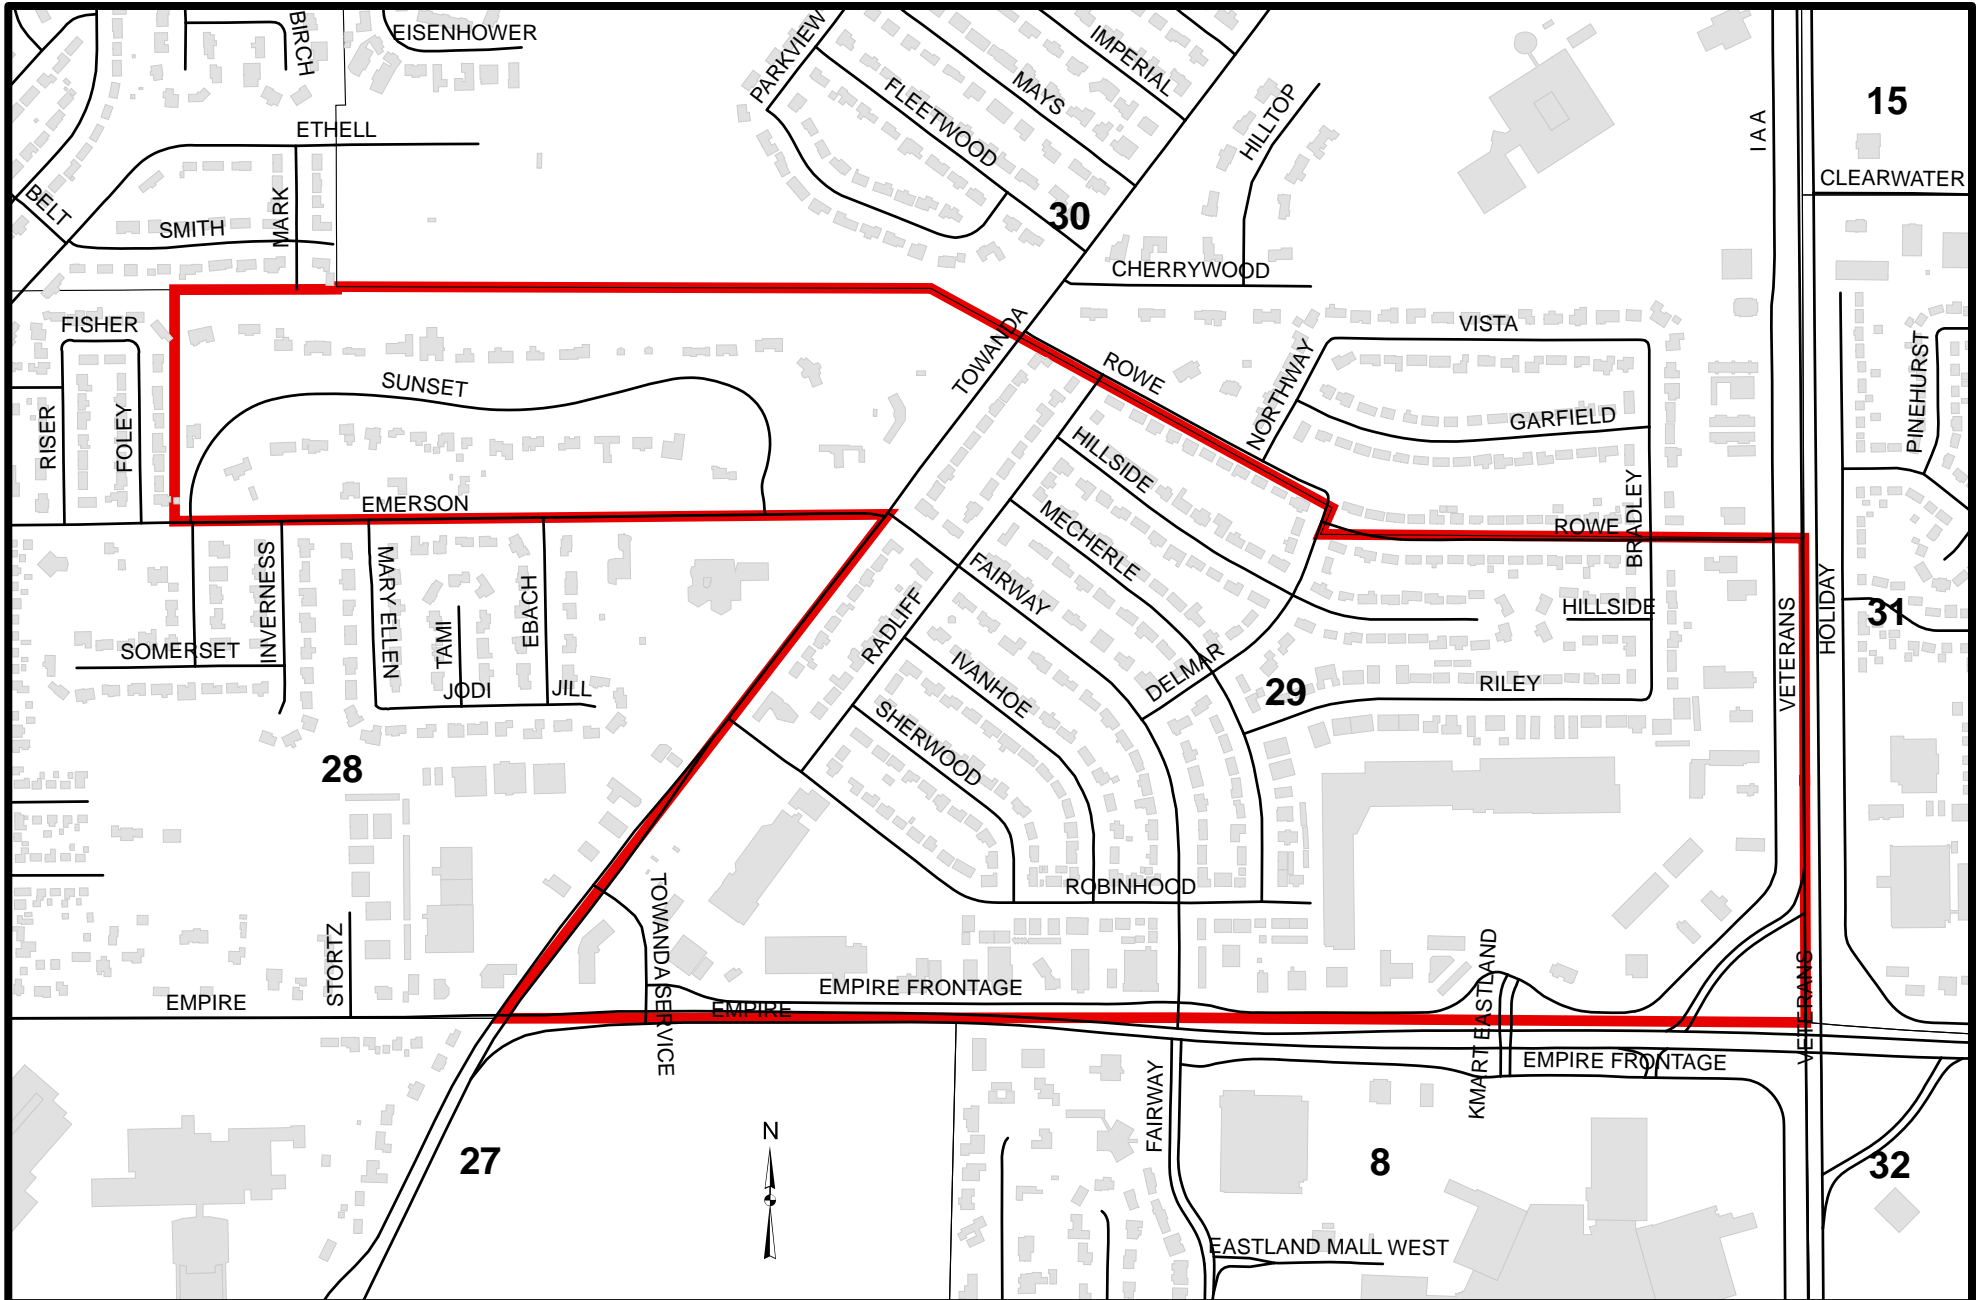 BIRCH
EISENHOWER
PARKVIEW
IMPERIAL
MAYS
FLEETWOOD
HILLTOP
I A A
15
ETHELL
CLEARWATER
BELT
SMITH
MARK
30
CHERRYWOOD
FISHER
TOWANDA
VISTA
ROWE
NORTHWAY
PINEHURST
SUNSET
GARFIELD
RISER
FOLEY
HILLSIDE
EMERSON
MECHERLE
BRADLEY
ROWE
INVERNESS
MARY ELLEN
TAMI
EBACH
FAIRWAY
RADLIFF
HILLSIDE
VETERANS
HOLIDAY
31
SOMERSET
JODI
JILL
IVANHOE
DELMAR
29
RILEY
SHERWOOD
28
ROBINHOOD
TOWANDA SERVICE
STORTZ
EMPIRE
EMPIRE FRONTAGE
EMPIRE
KMART EASTLAND
VETERANS
EMPIRE FRONTAGE
FAIRWAY
27
N
8
32
EASTLAND MALL WEST